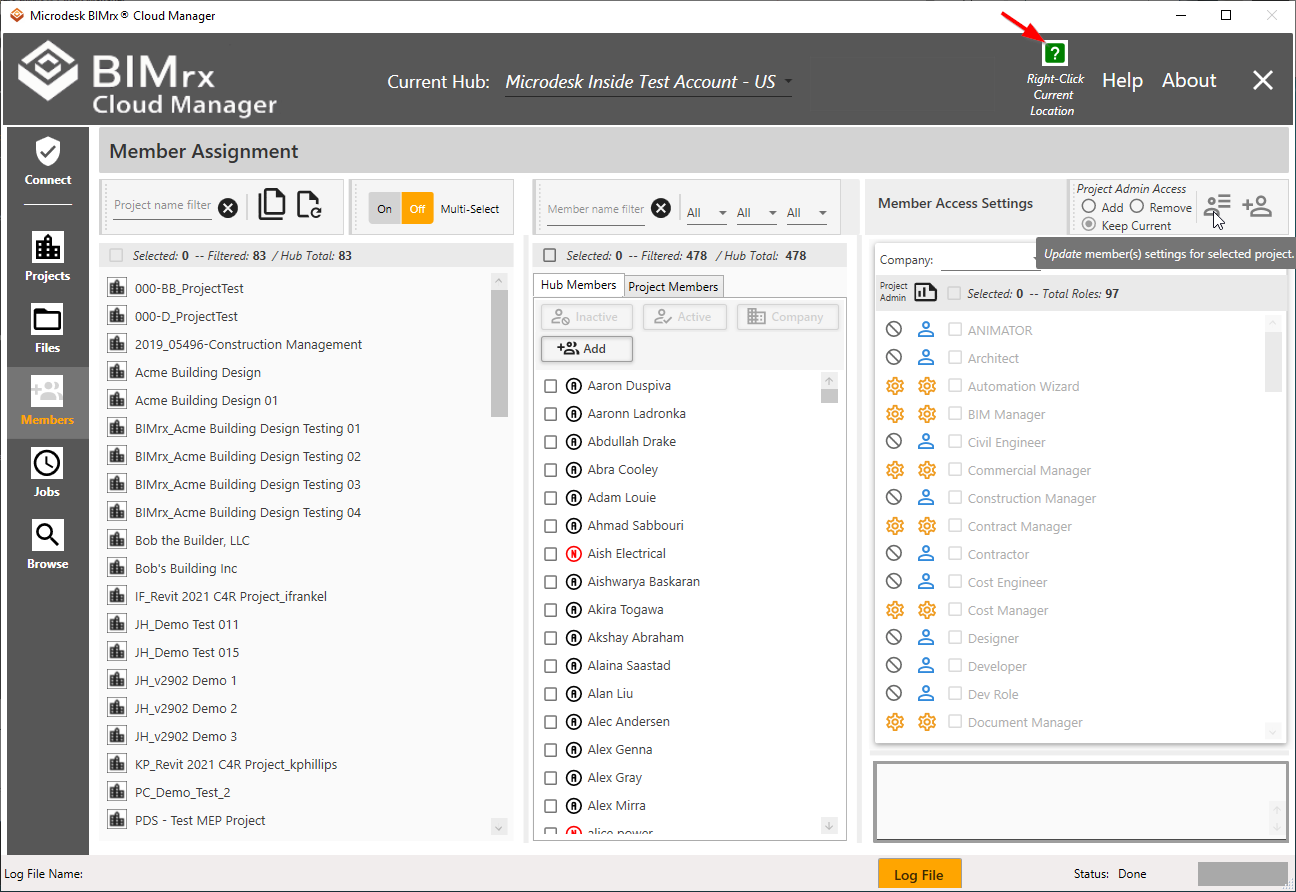 Microdesk BIMrx® Cloud Manager
BIMrx
Cloud Manager
Current Hub: Microdesk Inside Test Account - US
?
Right-Click
Current
Location
Help
About
Member Assignment
Connect
Projects
Files
Members
Jobs
Browse
Project name filter
On
Off
Multi-Select
Selected: 0 -- Filtered: 83 / Hub Total: 83
000-BB_ProjectTest
000-D_ProjectTest
2019_05496-Construction Management
Acme Building Design
Acme Building Design 01
BIMrx_Acme Building Design Testing 01
BIMrx_Acme Building Design Testing 02
BIMrx_Acme Building Design Testing 03
BIMrx_Acme Building Design Testing 04
Bob the Builder, LLC
Bob's Building Inc
IF_Revit 2021 C4R Project_ifrankel
JH_Demo Test 011
JH_Demo Test 015
JH_v2902 Demo 1
JH_v2902 Demo 2
JH_v2902 Demo 3
KP_Revit 2021 C4R Project_kphillips
PC_Demo_Test_2
PDS - Test MEP Project
Member name filter
All
All
All
Selected: 0 -- Filtered: 478 / Hub Total: 478
Hub Members
Project Members
Inactive
Active
Company
Add
A Aaron Duspiva
A Aaronn Ladronka
A Abdullah Drake
A Abra Cooley
A Adam Louie
A Ahmad Sabbouri
N Aish Electrical
A Aishwarya Baskaran
A Akira Togawa
A Akshay Abraham
A Alaina Saastad
A Alan Liu
A Alec Andersen
A Alex Genna
A Alex Gray
A Alex Mirra
N alice.power
Member Access Settings
Project Admin Access
Add
Remove
Keep Current
Update member(s) settings for selected project.
Company:
Project
Admin
Selected: 0 -- Total Roles: 97
ANIMATOR
Architect
Automation Wizard
BIM Manager
Civil Engineer
Commercial Manager
Construction Manager
Contract Manager
Contractor
Cost Engineer
Cost Manager
Designer
Developer
Dev Role
Document Manager
Log File Name:
Log File
Status: Done